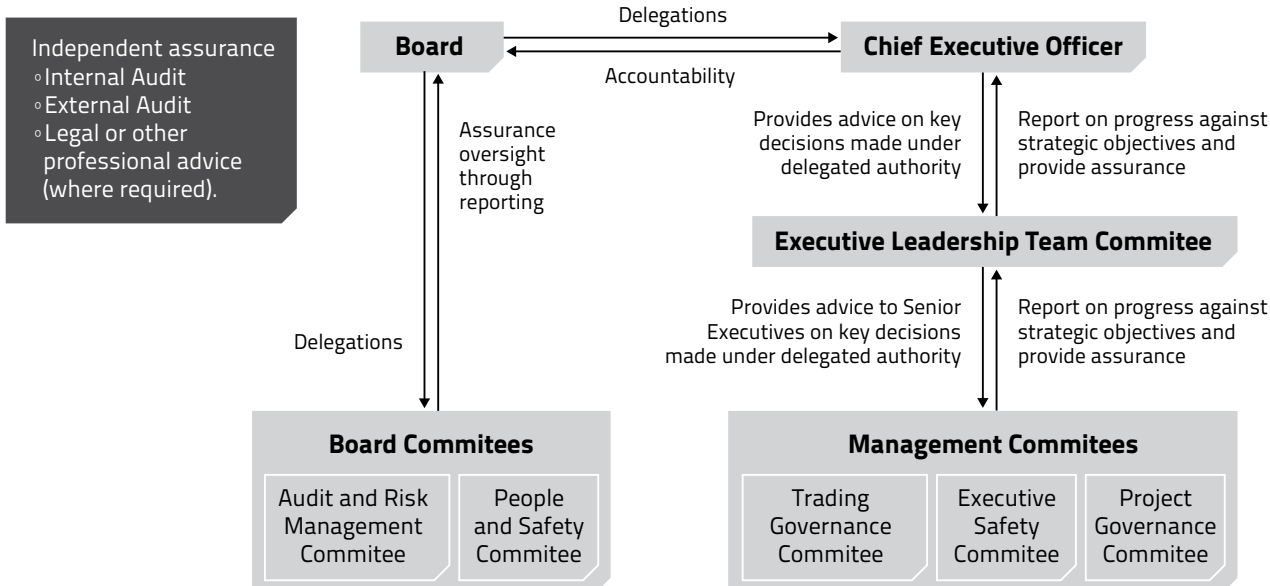 Independent assurance
◦Internal Audit
◦External Audit
◦Legal or other
professional advice
(where required).
Board
Delegations
Accountability
Chief Executive Officer
Assurance
oversight
through
reporting
Provides advice on key
decisions made under
delegated authority
Report on progress against
strategic objectives and
provide assurance
Executive Leadership Team Commitee
Delegations
Provides advice to Senior
Executives on key decisions
made under delegated authority
Report on progress against
strategic objectives and
provide assurance
Board Commitees
Audit and Risk
Management
Commitee
People
and Safety
Commitee
Management Commitees
Trading
Governance
Commitee
Executive
Safety
Commitee
Project
Governance
Commitee